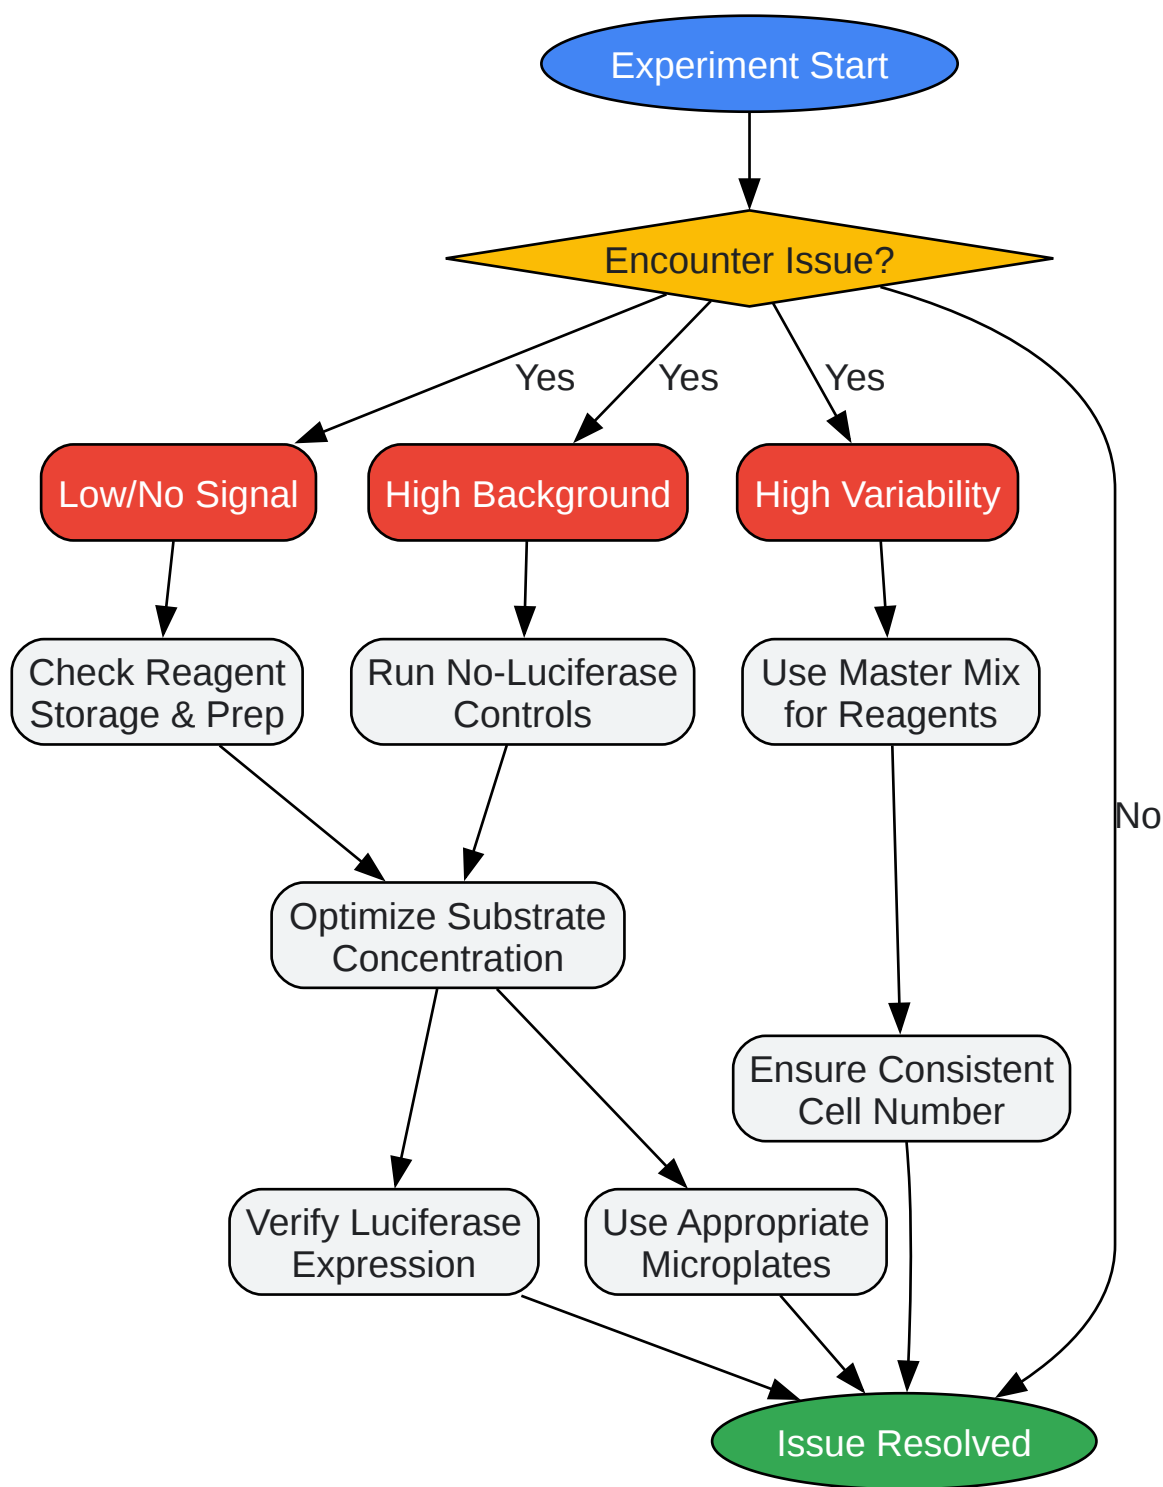 Experiment Start
Encounter Issue?
Yes
Yes
Yes
Low/No Signal
High Background
High Variability
Check Reagent
Storage & Prep
Run No-Luciferase
Controls
Use Master Mix
for Reagents
No
Optimize Substrate
Concentration
Ensure Consistent
Cell Number
Verify Luciferase
Expression
Use Appropriate
Microplates
Issue Resolved